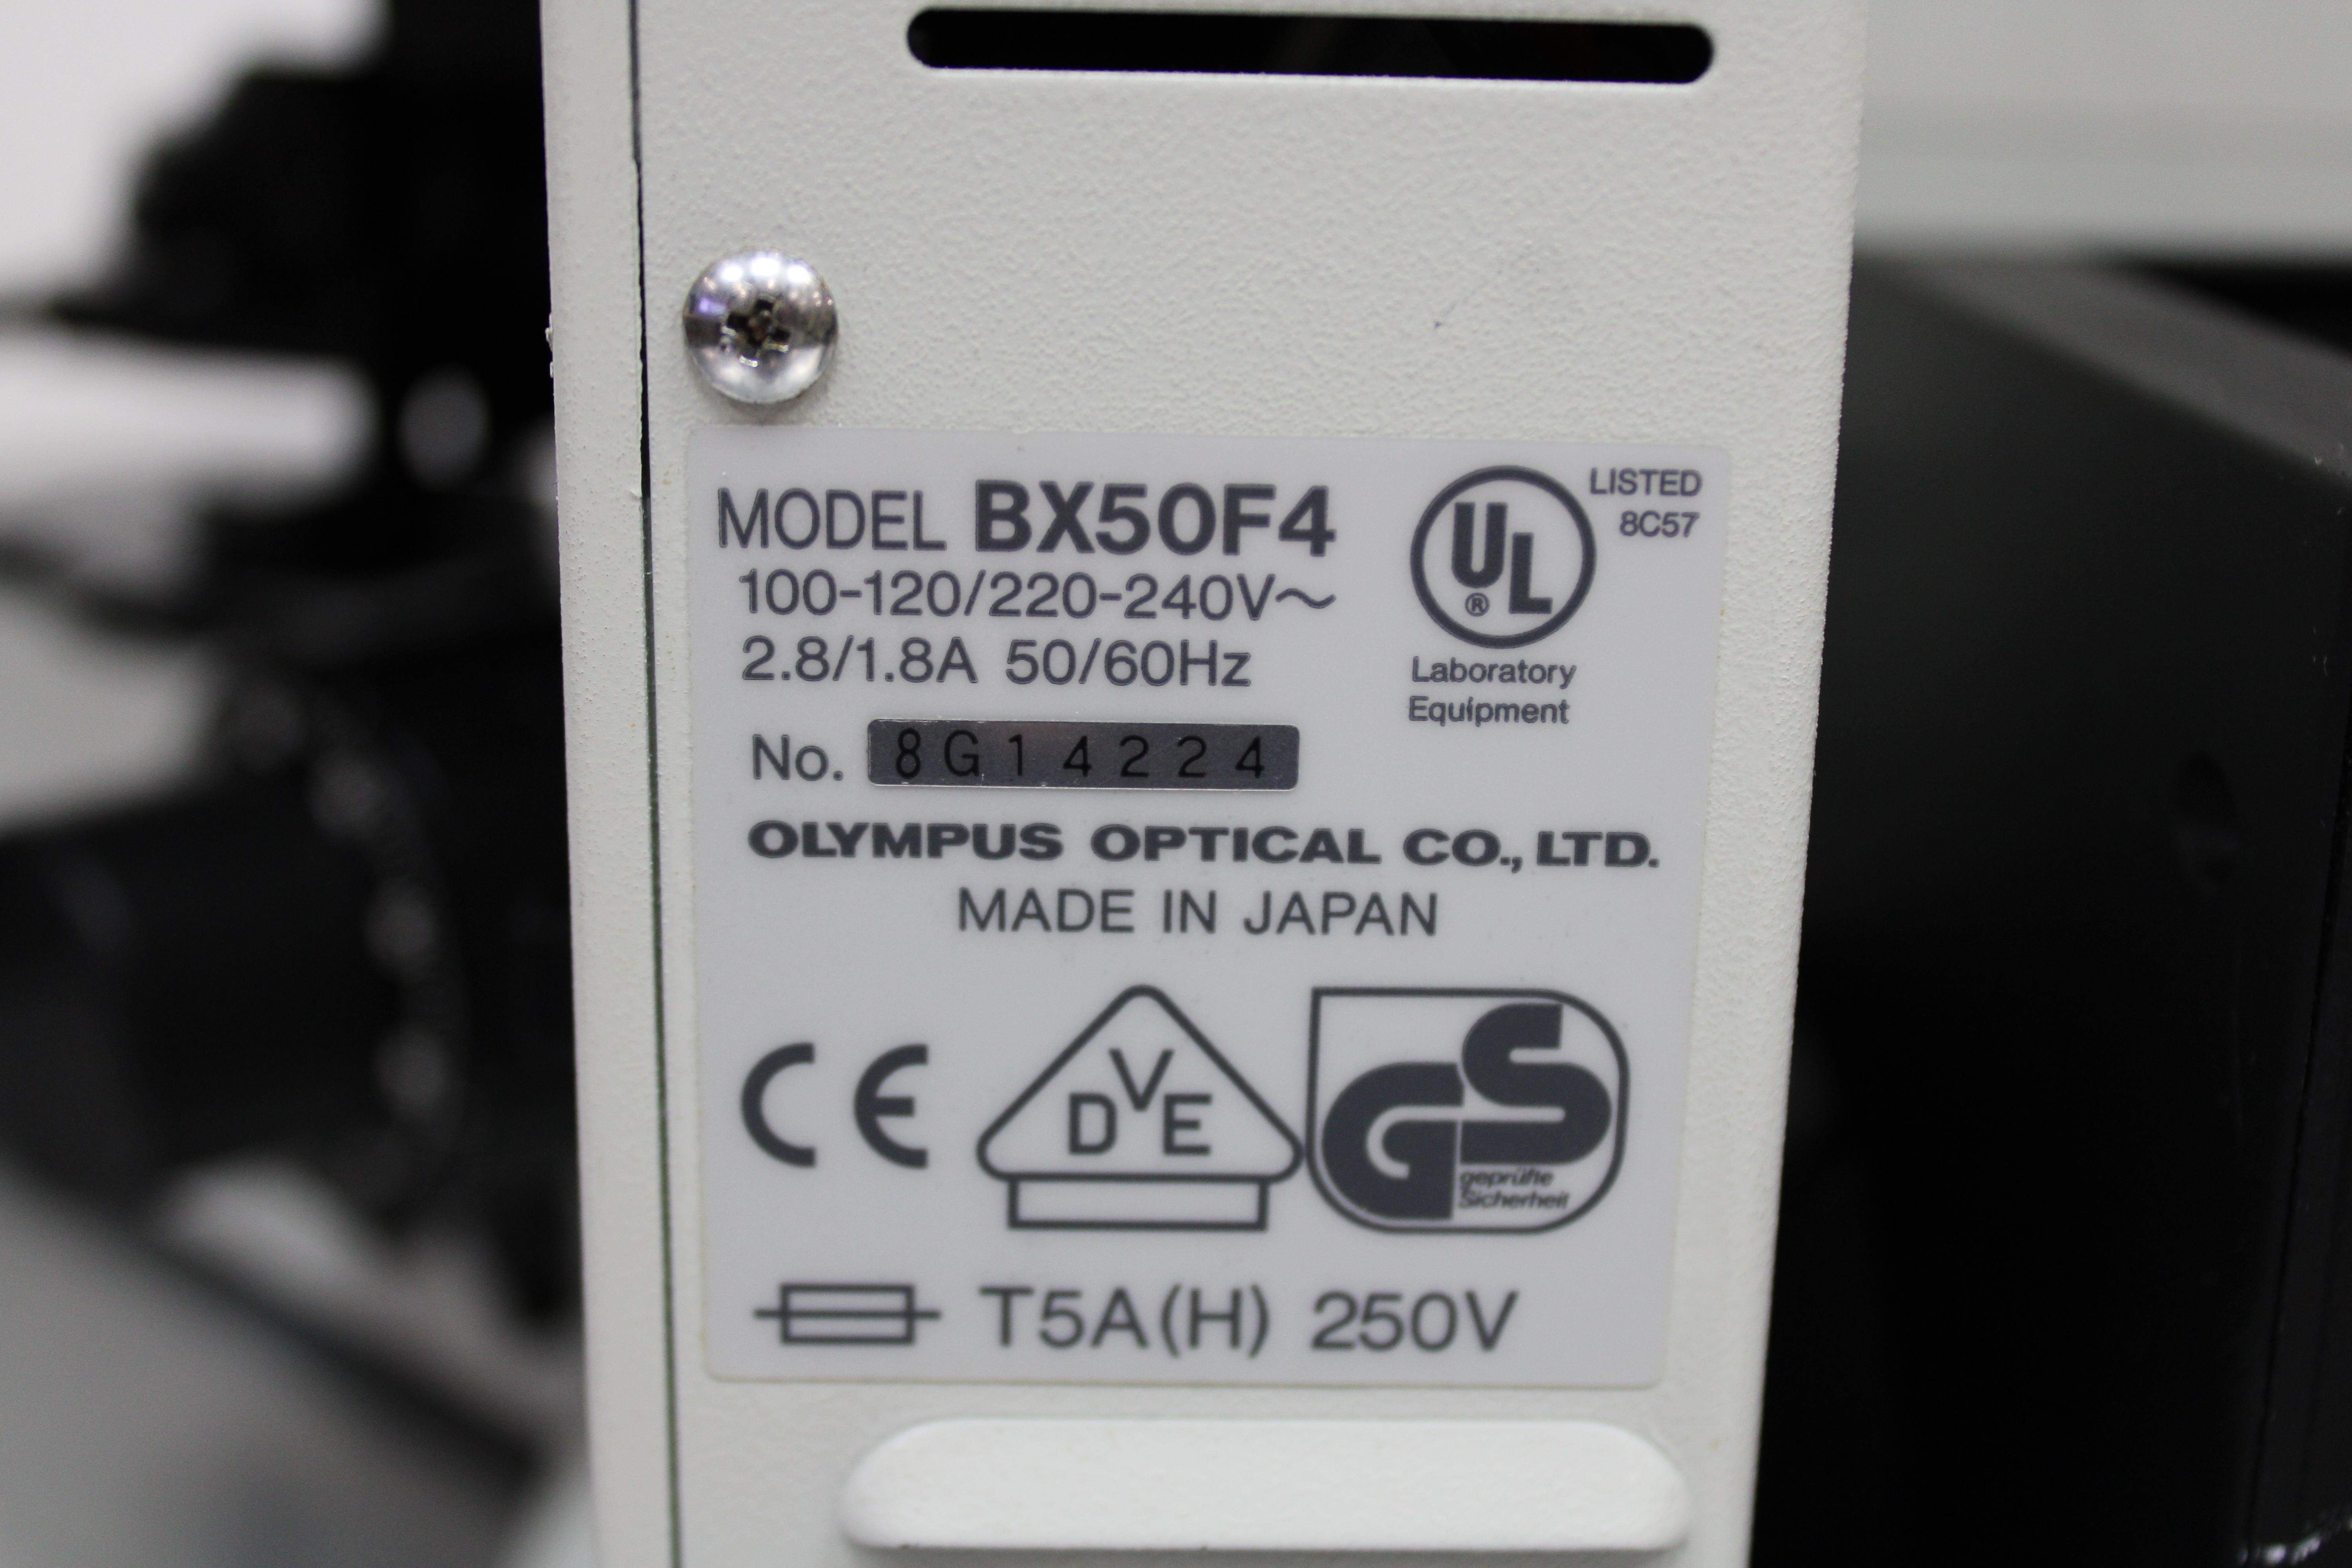 MODEL BX50F4
100-120/220-240V～
2.8/1.8A 50/60Hz
UL ®
LISTED
8C57
Laboratory
Equipment
No. 8G14224
OLYMPUS OPTICAL CO., LTD.
MADE IN JAPAN
CE
DVE
GS
geprüfte
Sicherheit
T5A(H) 250V